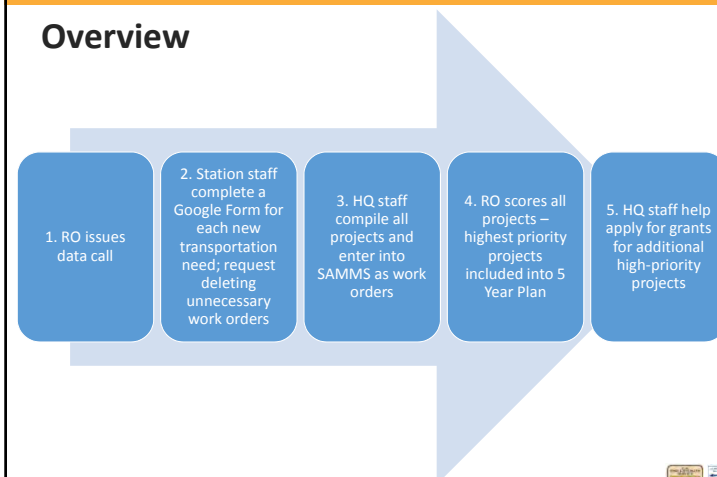 Overview
1. RO issues
data call
2. Station staff
complete a
Google Form for
each new
transportation
need; request
deleting
unnecessary
work orders
3. HQ staff
compile all
projects and
enter into
SAMMS as work
orders
4. RO scores all
projects –
highest priority
projects
included into 5
Year Plan
5. HQ staff help
apply for grants
for additional
high-priority
projects